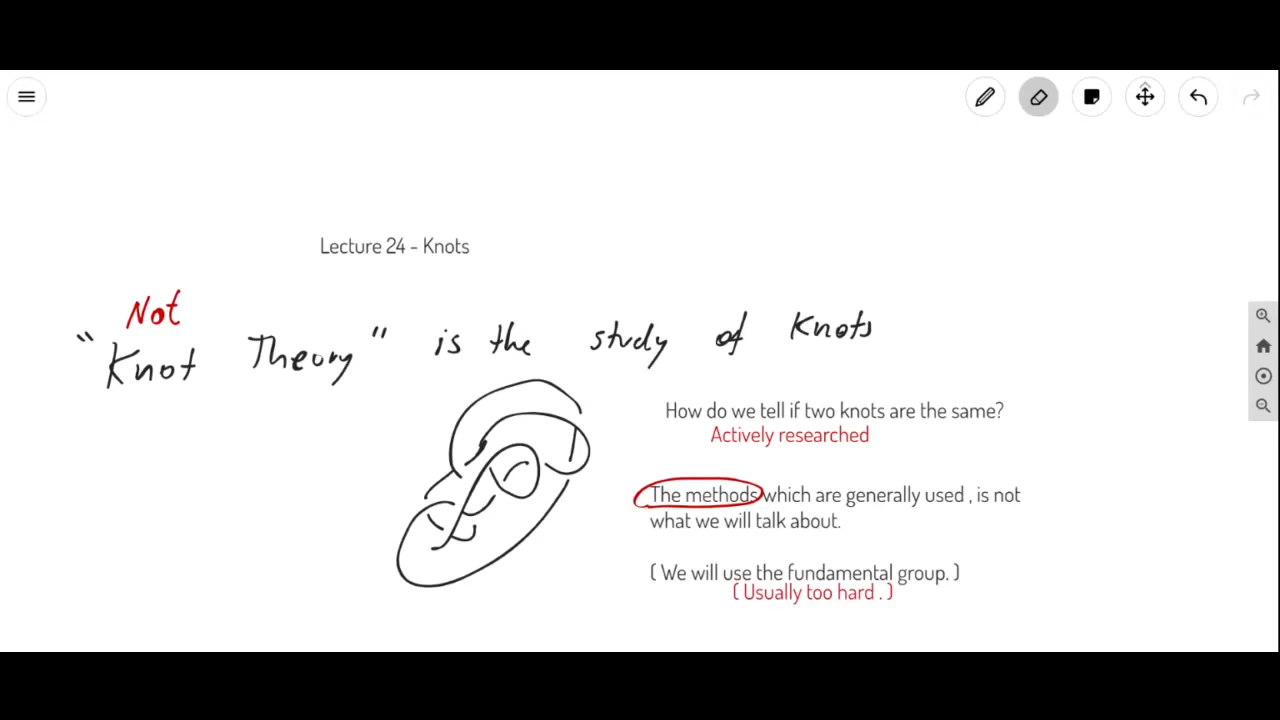 Lecture 24 - Knots
Not
"Knot Theory" is the study of Knots
How do we tell if two knots are the same?
Actively researched
The methods which are generally used , is not
what we will talk about.
( We will use the fundamental group. )
( Usually too hard . )